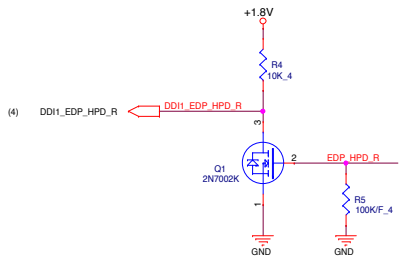 +1.8V
R4
10K_4
(4) DDI1_EDP_HPD_R DDI1_EDP_HPD_R
3
Q1
2N7002K
2 EDP_HPD_R
1
R5
100K/F_4
GND GND